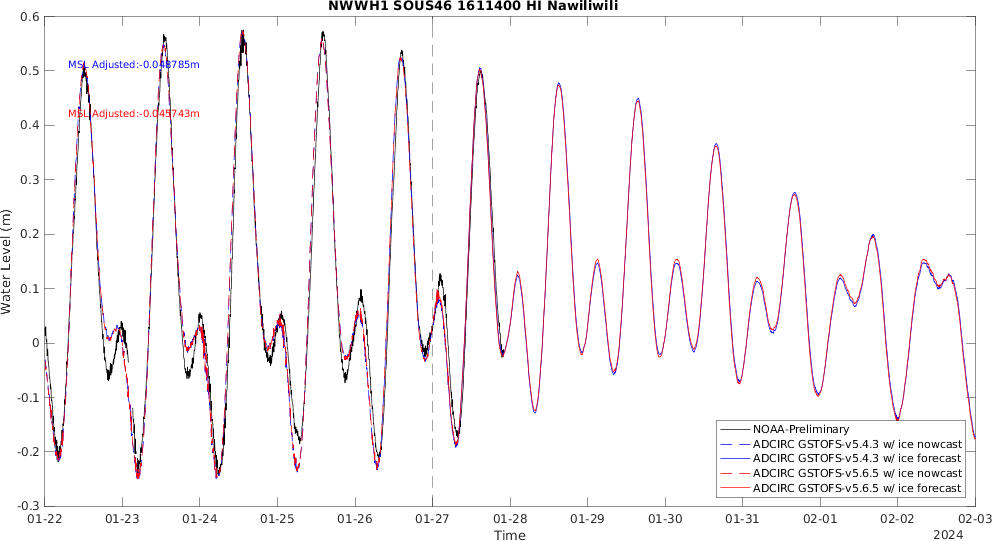 NWWH1 SOUS46 1611400 HI Nawiliwili
Water Level (m)
0.6
0.5
0.4
0.3
0.2
0.1
0
-0.1
-0.2
-0.3
MSL Adjusted:-0.048785m
MSL Adjusted:-0.045743m
NOAA-Preliminary
ADCIRC GSTOFS-v5.4.3 w/ ice nowcast
ADCIRC GSTOFS-v5.4.3 w/ ice forecast
ADCIRC GSTOFS-v5.6.5 w/ ice nowcast
ADCIRC GSTOFS-v5.6.5 w/ ice forecast
01-22 01-23 01-24 01-25 01-26 01-27 01-28 01-29 01-30 01-31 02-01 02-02 02-03
Time
2024